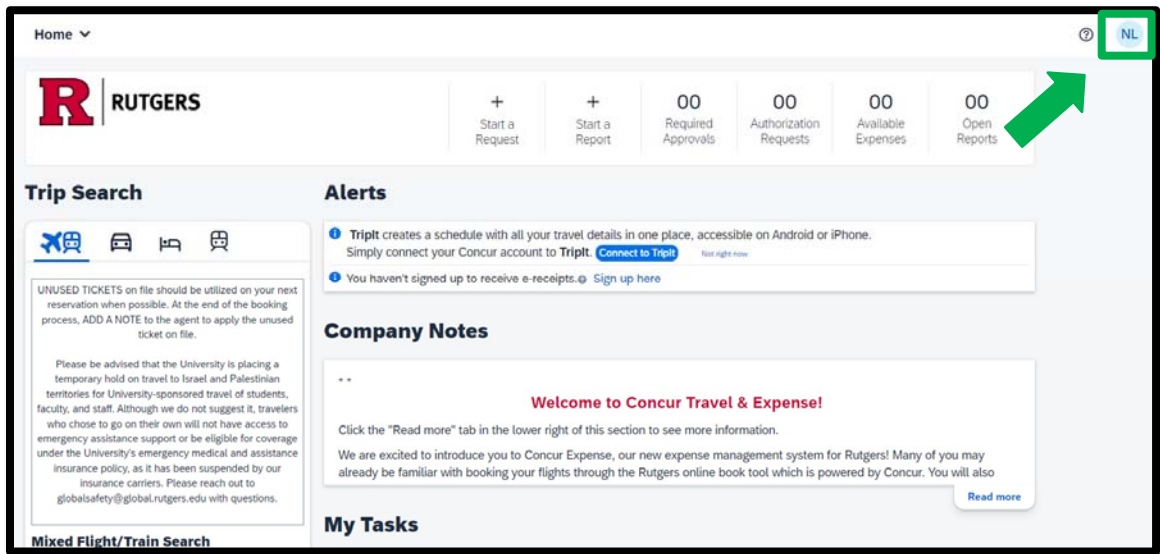 Home
NL
R RUTGERS
+
Start a
Request
+
Start a
Report
00
Required
Approvals
00
Authorization
Requests
00
Available
Expenses
00
Open
Reports
Trip Search
UNUSED TICKETS on file should be utilized on your next
reservation when possible. At the end of the booking
process, ADD A NOTE to the agent to apply the unused
ticket on file.
Please be advised that the University is placing a
temporary hold on travel to Israel and Palestinian
territories for University-sponsored travel of students,
faculty, and staff. Although we do not suggest it, travelers
who chose to go on their own will not have access to
emergency assistance support or be eligible for coverage
under the University's emergency medical and assistance
insurance policy, as it has been suspended by our
insurance carriers. Please reach out to
globalsafety@global.rutgers.edu with questions.
Mixed Flight/Train Search
Alerts
TripIt creates a schedule with all your travel details in one place, accessible on Android or iPhone.
Simply connect your Concur account to TripIt. Connect to TripIt Not right now
You haven't signed up to receive e-receipts. Sign up here
Company Notes
" "
Welcome to Concur Travel & Expense!
Click the "Read more" tab in the lower right of this section to see more information.
We are excited to introduce you to Concur Expense, our new expense management system for Rutgers! Many of you may
already be familiar with booking your flights through the Rutgers online book tool which is powered by Concur. You will also
Read more
My Tasks